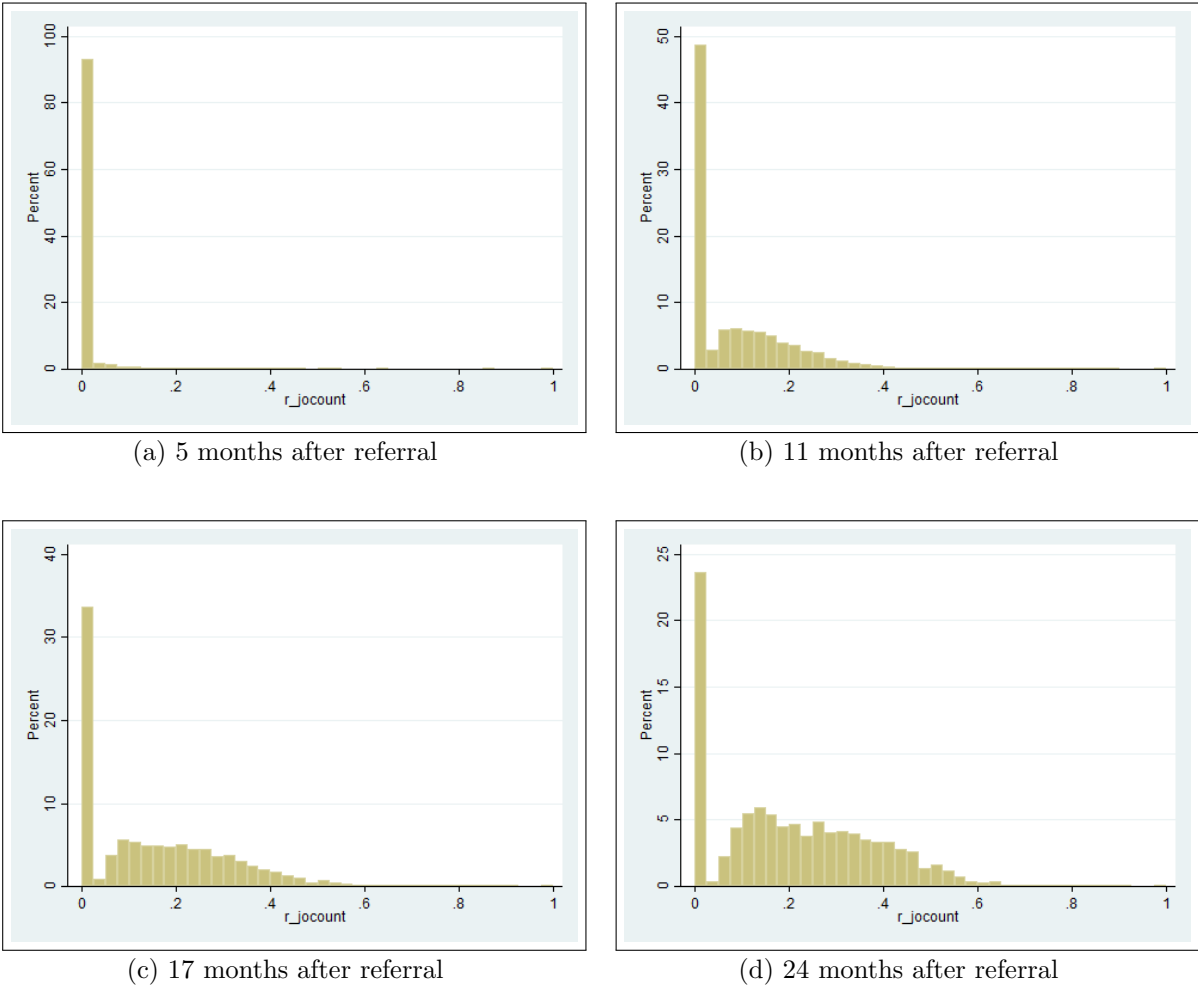 Percent
100
80
60
40
20
0
0 .2 .4 .6 .8 1
r_jocount
(a) 5 months after referral
Percent
50
40
30
20
10
0
0 .2 .4 .6 .8 1
r_jocount
(b) 11 months after referral
Percent
40
30
20
10
0
0 .2 .4 .6 .8 1
r_jocount
(c) 17 months after referral
Percent
25
20
15
10
5
0
0 .2 .4 .6 .8 1
r_jocount
(d) 24 months after referral